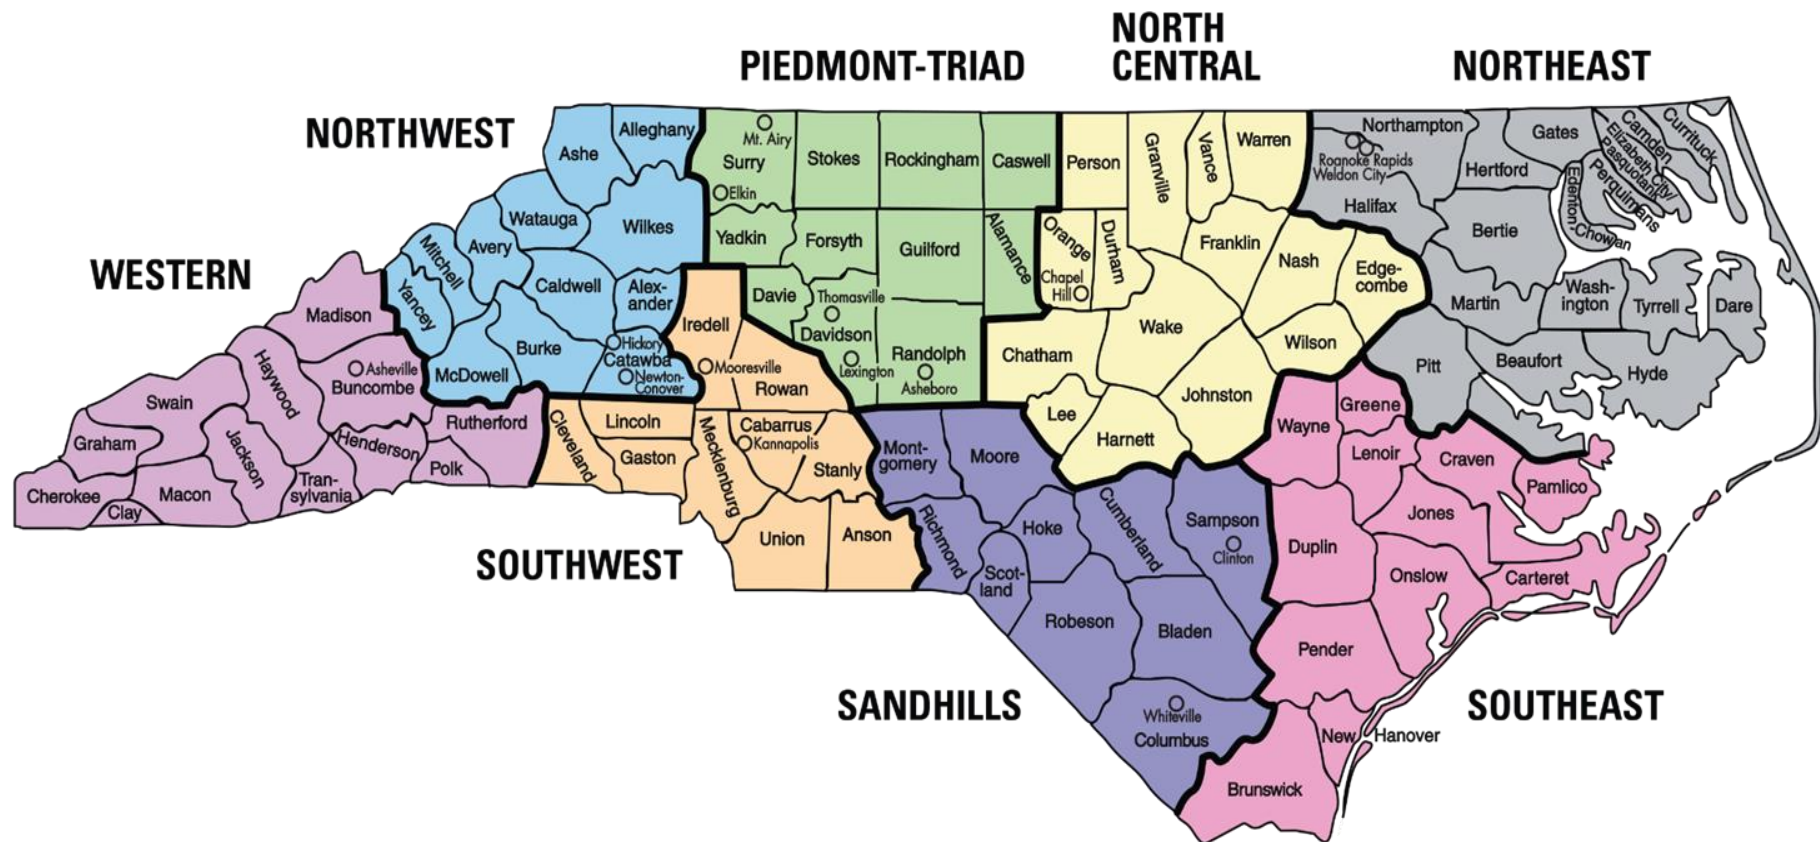 NORTH
CENTRAL
PIEDMONT-TRIAD
NORTHEAST
NORTHWEST
WESTERN
SOUTHWEST
SANDHILLS
SOUTHEAST
Ashe
Alleghany
Watauga
Wilkes
Avery
Mitchell
Yancey
Caldwell
Alex-
ander
Burke
McDowell
Hickory
Catawba
Newton-
Conover
Madison
Haywood
Asheville
Buncombe
Swain
Graham
Jackson
Rutherford
Henderson
Polk
Tran-
sylvania
Cherokee
Macon
Clay
Mt. Airy
Surry
Elkin
Stokes
Rockingham
Caswell
Yadkin
Forsyth
Guilford
Alamance
Davie
Thomasville
Davidson
Lexington
Randolph
Asheboro
Iredell
Mooresville
Rowan
Cleveland
Lincoln
Gaston
Mecklenburg
Cabarrus
Kannapolis
Stanly
Union
Anson
Person
Granville
Vance
Warren
Orange
Chapel
Hill
Durham
Franklin
Nash
Edge-
combe
Wake
Wilson
Chatham
Lee
Harnett
Johnston
Northampton
Roanoke Rapids
Weldon City
Halifax
Hertford
Gates
Camden
Currituck
Elizabeth City/
Pasquotank
Perquimans
Edenton
-Chowan
Bertie
Martin
Wash-
ington
Tyrrell
Dare
Pitt
Beaufort
Hyde
Mont-
gomery
Moore
Richmond
Hoke
Scot-
land
Cumberland
Sampson
Clinton
Robeson
Bladen
Whiteville
Columbus
Wayne
Greene
Lenoir
Craven
Pamlico
Jones
Duplin
Onslow
Carteret
Pender
New Hanover
Brunswick